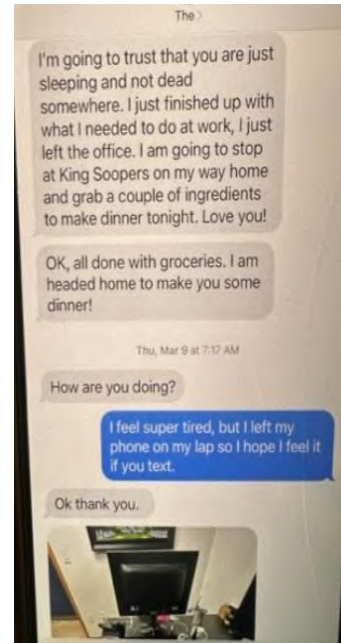 The
I'm going to trust that you are just
sleeping and not dead
somewhere. I just finished up with
what I needed to do at work, I just
left the office. I am going to stop
at King Soopers on my way home
and grab a couple of ingredients
to make dinner tonight. Love you!
OK, all done with groceries. I am
headed home to make you some
dinner!
Thu, Mar 9 at 7:17 AM
How are you doing?
I feel super tired, but I left my
phone on my lap so I hope I feel it
if you text.
Ok thank you.